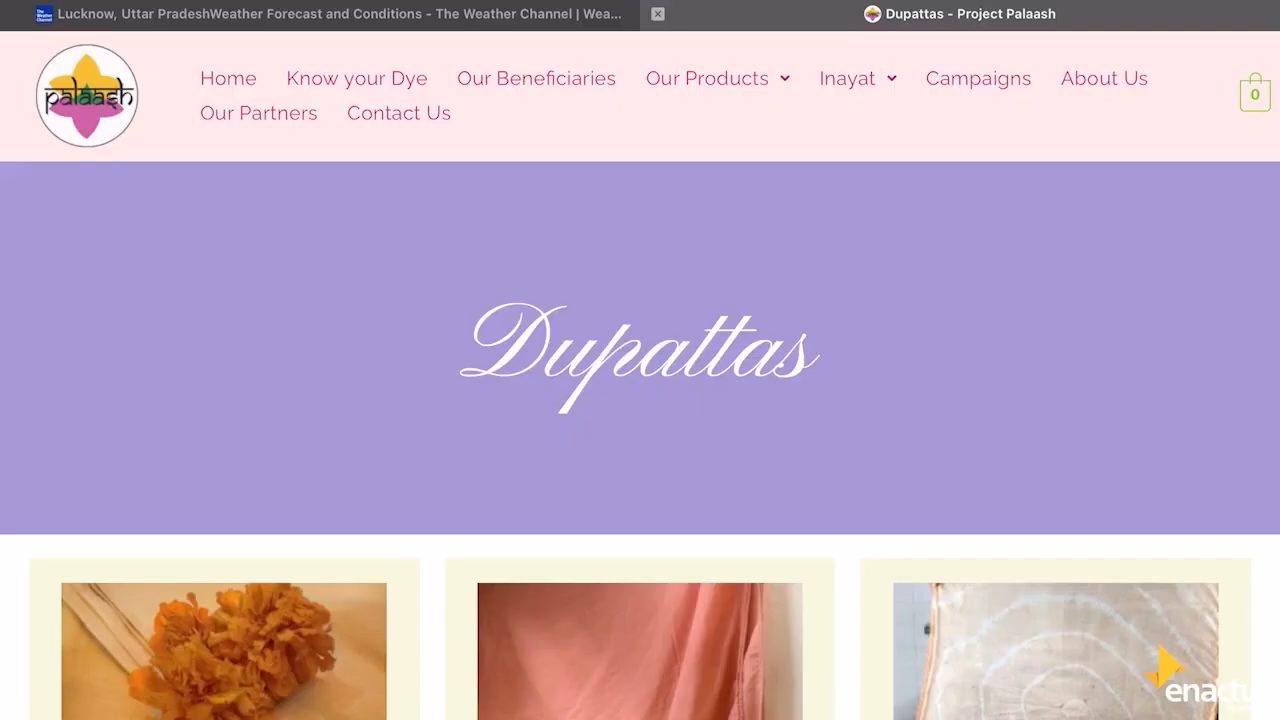 Lucknow, Uttar PradeshWeather Forecast and Conditions - The Weather Channel | Wea...
Dupattas - Project Palaash
palaash
Home Know your Dye Our Beneficiaries Our Products Inayat Campaigns About Us
Our Partners Contact Us
0
Dupattas
enactu